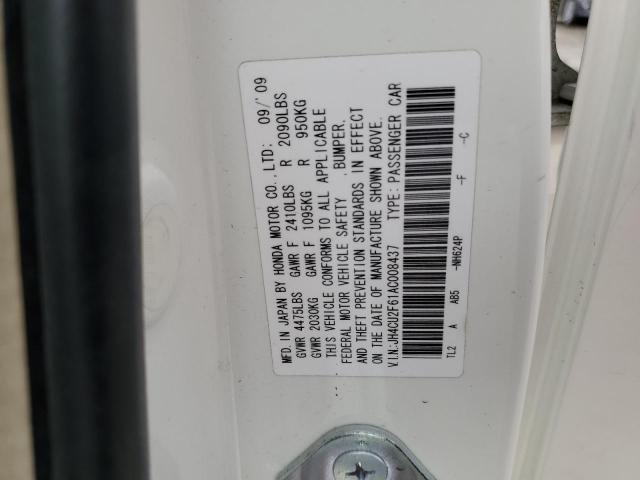 MFD. IN JAPAN BY HONDA MOTOR CO., LTD: 09/'09
GVWR 4475LBS GAWR F 2410LBS R 2090LBS
GVWR 2030KG GAWR F 1095KG R 950KG
THIS VEHICLE CONFORMS TO ALL APPLICABLE
FEDERAL MOTOR VEHICLE SAFETY , BUMPER,
AND THEFT PREVENTION STANDARDS IN EFFECT
ON THE DATE OF MANUFACTURE SHOWN ABOVE.
V.I.N:JH4CU2F61AC008437 TYPE: PASSENGER CAR
TL2 A AB5 -NH624P -F -C